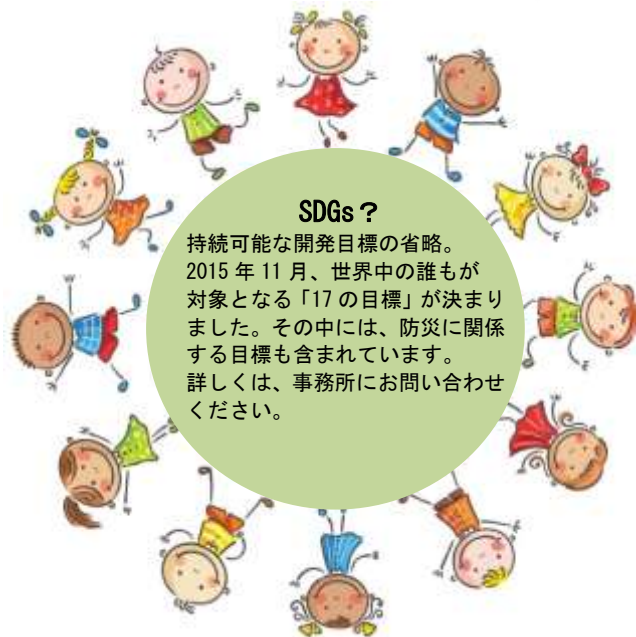 SDGs？
持続可能な開発目標の省略。
2015 年 11 月、世界中の誰もが
対象となる「17 の目標」が決まり
ました。その中には、防災に関係
する目標も含まれています。
詳しくは、事務所にお問い合わせ
ください。